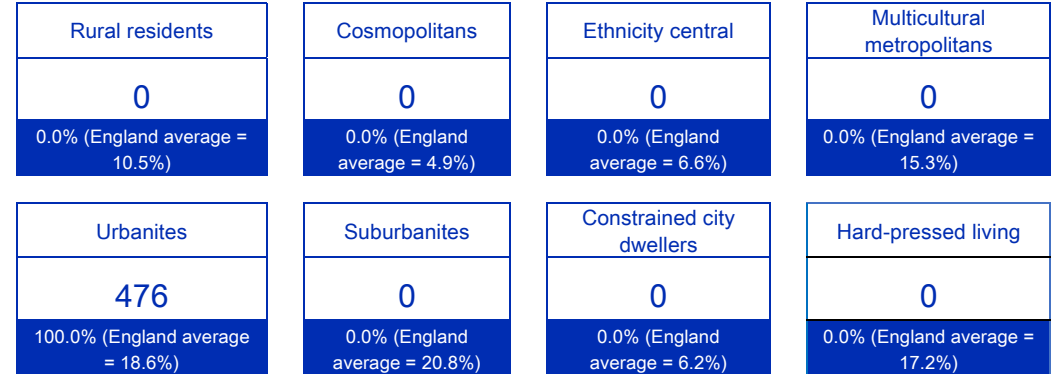 Rural residents
0
0.0% (England average =
10.5%)
Cosmopolitans
0
0.0% (England
average = 4.9%)
Ethnicity central
0
0.0% (England
average = 6.6%)
Multicultural
metropolitans
0
0.0% (England average =
15.3%)
Urbanites
476
100.0% (England average
= 18.6%)
Suburbanites
0
0.0% (England
average = 20.8%)
Constrained city
dwellers
0
0.0% (England
average = 6.2%)
Hard-pressed living
0
0.0% (England average =
17.2%)